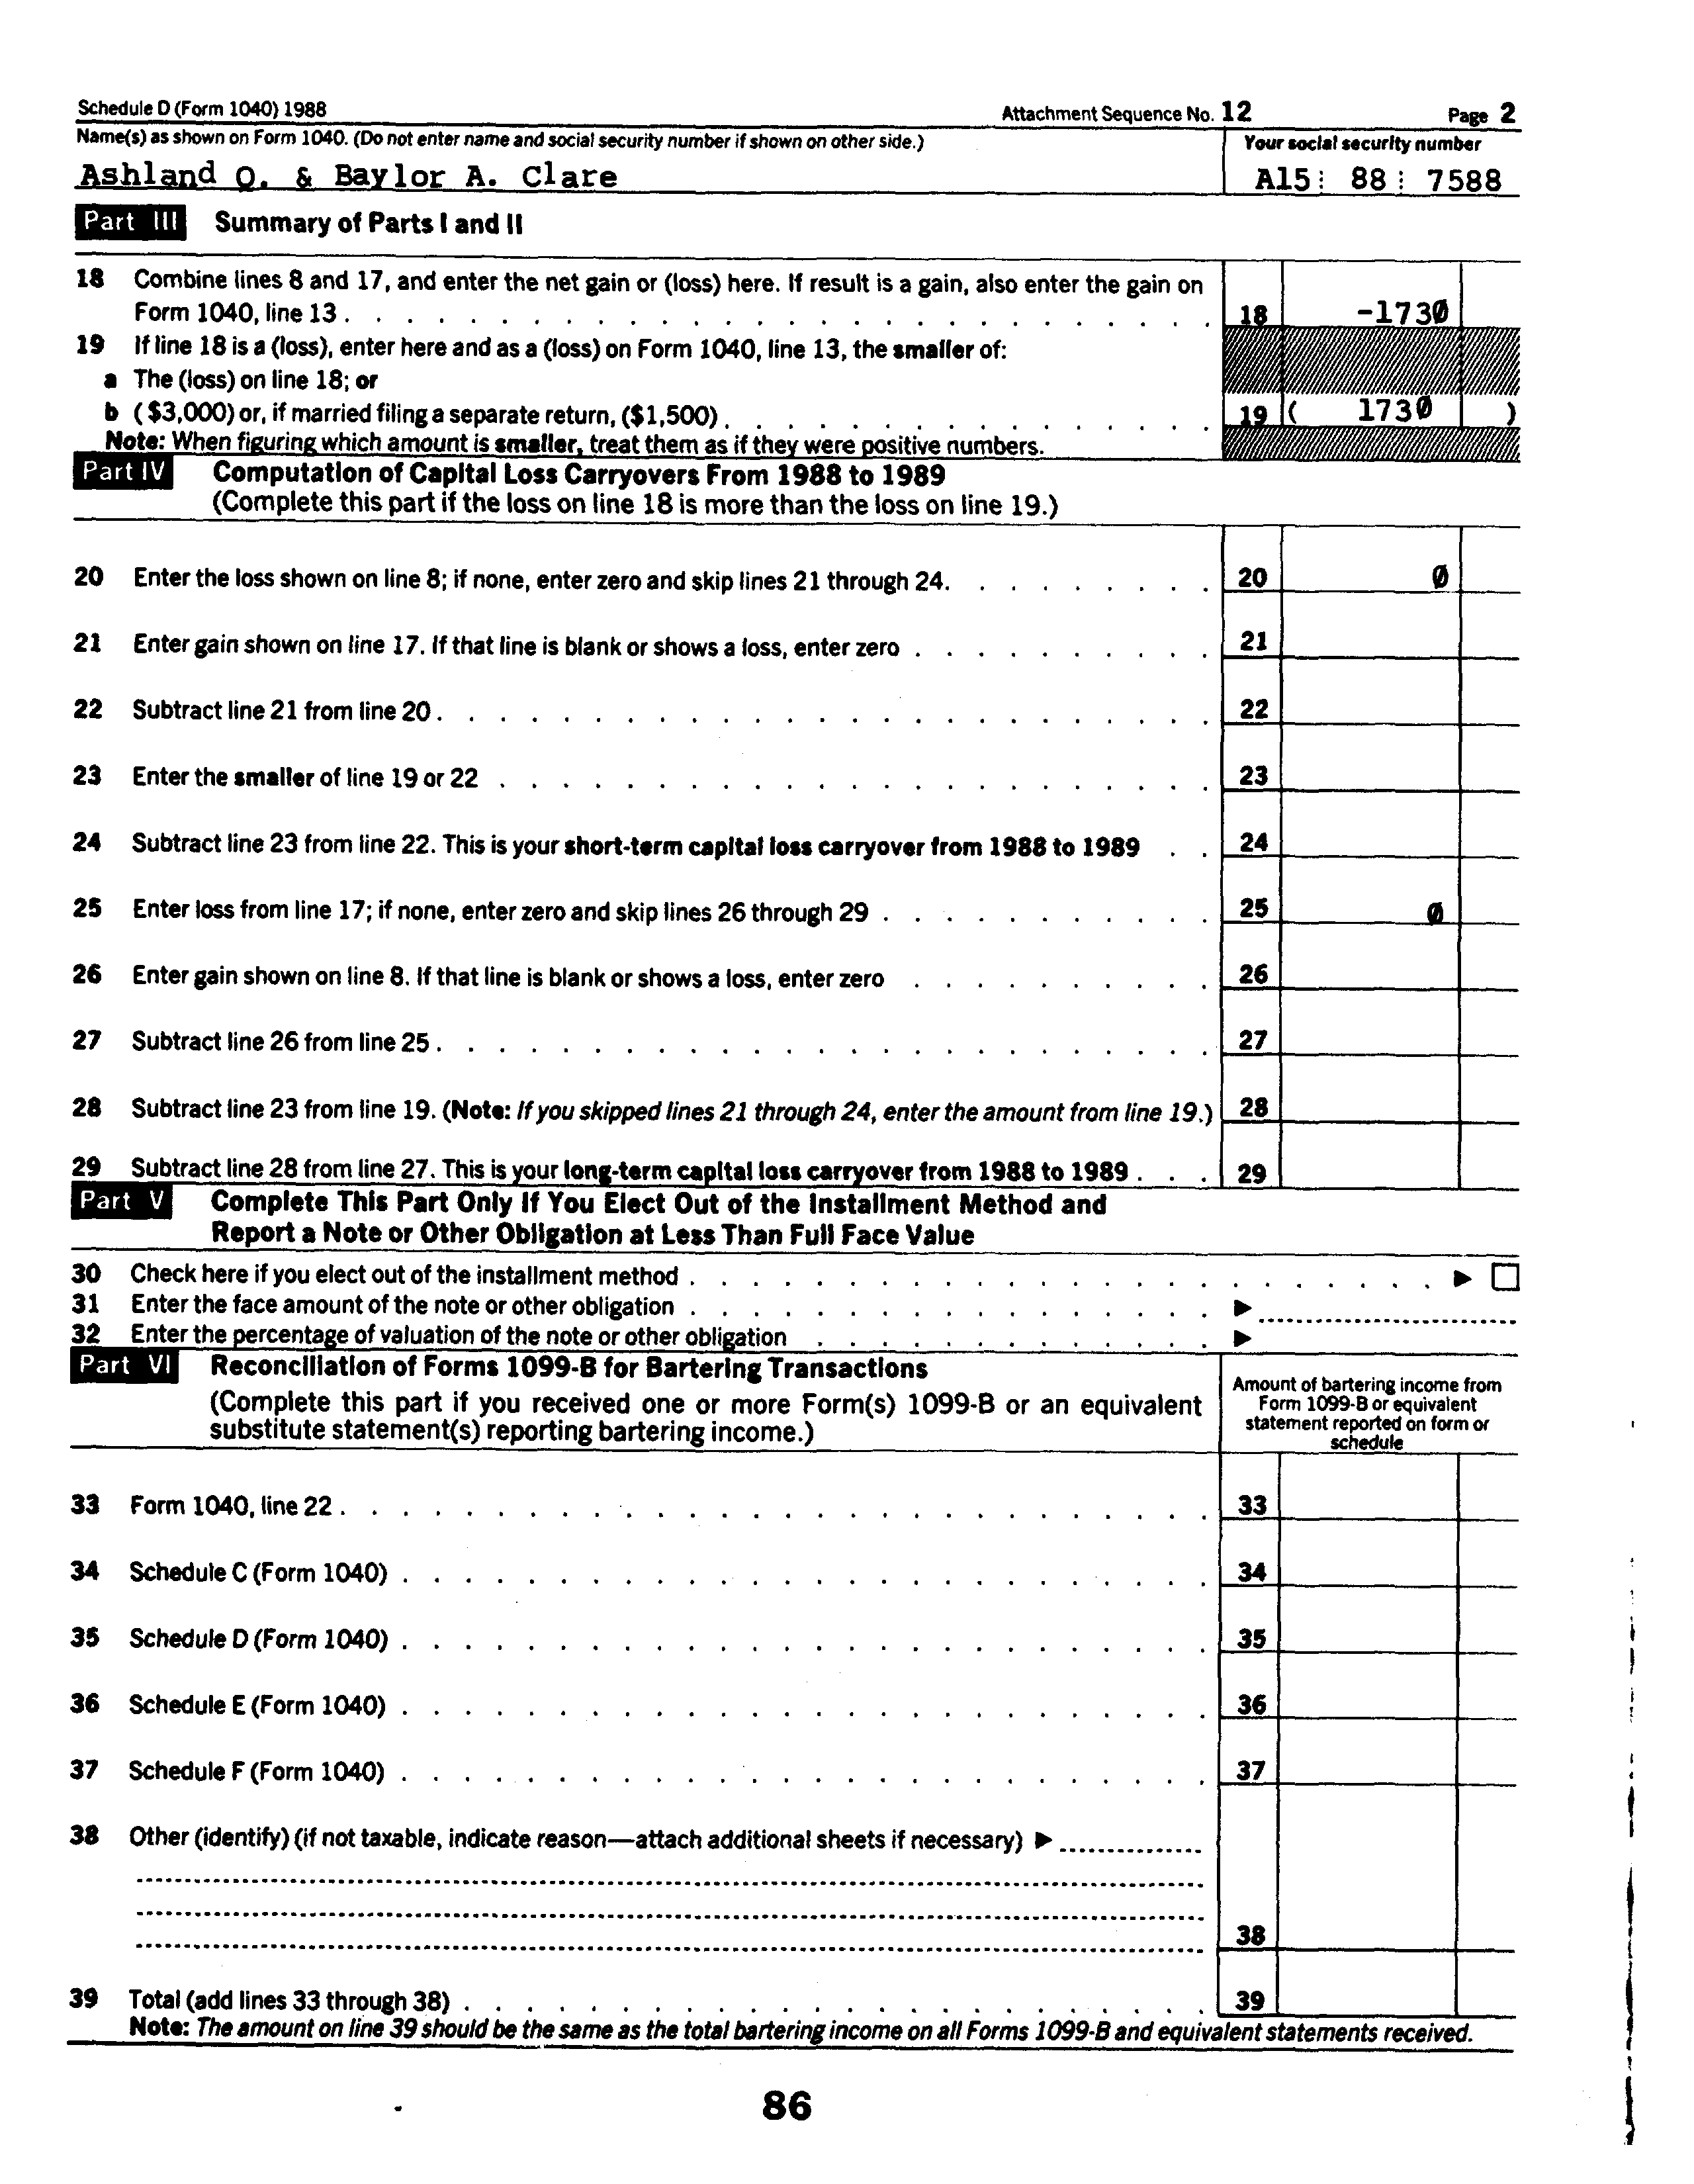 Schedule D (Form 1040) 1988 Attachment Sequence No. 12 Page 2
Name(s) as shown on Form 1040. (Do not enter name and social security number if shown on other side.) Your social security number
Ashland Q. & Baylor A. Clare A15 88 7588
Part III Summary of Parts I and II
18 Combine lines 8 and 17, and enter the net gain or (loss) here. If result is a gain, also enter the gain on
Form 1040, line 13 . . . . . . . . . . . . . . . . . . . . . . . . . . . . 18 -1730
19 If line 18 is a (loss), enter here and as a (loss) on Form 1040, line 13, the smaller of:
a The (loss) on line 18; or
b ($3,000) or, if married filing a separate return, ($1,500) . . . . . . . . . . . . . . . . 19 ( 1730 )
Note: When figuring which amount is smaller, treat them as if they were positive numbers.
Part IV Computation of Capital Loss Carryovers From 1988 to 1989
(Complete this part if the loss on line 18 is more than the loss on line 19.)
20 Enter the loss shown on line 8; if none, enter zero and skip lines 21 through 24. . . . . . . . . 20 0
21 Enter gain shown on line 17. If that line is blank or shows a loss, enter zero . . . . . . . . . . 21
22 Subtract line 21 from line 20 . . . . . . . . . . . . . . . . . . . . . . . . . 22
23 Enter the smaller of line 19 or 22 . . . . . . . . . . . . . . . . . . . . . . . 23
24 Subtract line 23 from line 22. This is your short-term capital loss carryover from 1988 to 1989 . . 24
25 Enter loss from line 17; if none, enter zero and skip lines 26 through 29 . . . . . . . . . . . 25 0
26 Enter gain shown on line 8. If that line is blank or shows a loss, enter zero . . . . . . . . . . 26
27 Subtract line 26 from line 25 . . . . . . . . . . . . . . . . . . . . . . . . . 27
28 Subtract line 23 from line 19. (Note: If you skipped lines 21 through 24, enter the amount from line 19.) 28
29 Subtract line 28 from line 27. This is your long-term capital loss carryover from 1988 to 1989 . . . 29
Part V Complete This Part Only If You Elect Out of the Installment Method and
Report a Note or Other Obligation at Less Than Full Face Value
30 Check here if you elect out of the installment method . . . . . . . . . . . . . . . . . . . . . . . . ▶ □
31 Enter the face amount of the note or other obligation . . . . . . . . . . . . . . . . . ▶
32 Enter the percentage of valuation of the note or other obligation . . . . . . . . . . . . . ▶
Part VI Reconciliation of Forms 1099-B for Bartering Transactions
(Complete this part if you received one or more Form(s) 1099-B or an equivalent
substitute statement(s) reporting bartering income.)
Amount of bartering income from
Form 1099-B or equivalent
statement reported on form or
schedule
33 Form 1040, line 22 . . . . . . . . . . . . . . . . . . . . . . . . . . . . 33
34 Schedule C (Form 1040) . . . . . . . . . . . . . . . . . . . . . . . . . . 34
35 Schedule D (Form 1040) . . . . . . . . . . . . . . . . . . . . . . . . . . 35
36 Schedule E (Form 1040) . . . . . . . . . . . . . . . . . . . . . . . . . . 36
37 Schedule F (Form 1040) . . . . . . . . . . . . . . . . . . . . . . . . . . 37
38 Other (identify) (if not taxable, indicate reason—attach additional sheets if necessary) ▶
38
39 Total (add lines 33 through 38) . . . . . . . . . . . . . . . . . . . . . . . . 39
Note: The amount on line 39 should be the same as the total bartering income on all Forms 1099-B and equivalent statements received.
86